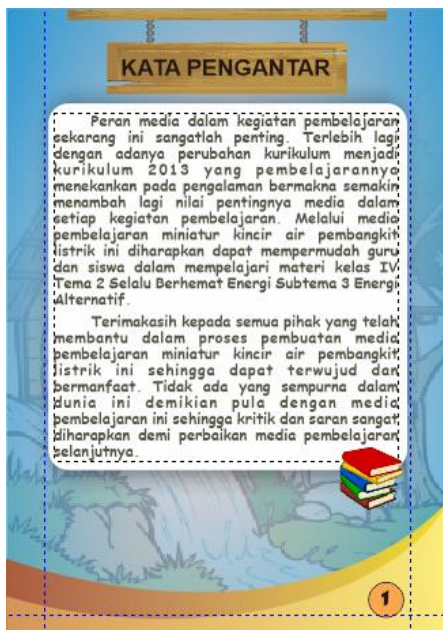 KATA PENGANTAR
Peran media dalam kegiatan pembelajaran
sekarang ini sangatlah penting. Terlebih lagi
dengan adanya perubahan kurikulum menjadi
kurikulum 2013 yang pembelajarannya
menekankan pada pengalaman bermakna semakin
menambah lagi nilai pentingnya media dalam
setiap kegiatan pembelajaran. Melalui media
pembelajaran miniatur kincir air pembangkit
listrik ini diharapkan dapat mempermudah guru
dan siswa dalam mempelajari materi kelas IV
Tema 2 Selalu Berhemat Energi Subtema 3 Energi
Alternatif.
Terimakasih kepada semua pihak yang telah
membantu dalam proses pembuatan media
pembelajaran miniatur kincir air pembangkit
listrik ini sehingga dapat terwujud dan
bermanfaat. Tidak ada yang sempurna dalam
dunia ini demikian pula dengan media
pembelajaran ini sehingga kritik dan saran sangat
diharapkan demi perbaikan media pembelajaran
selanjutnya.
1